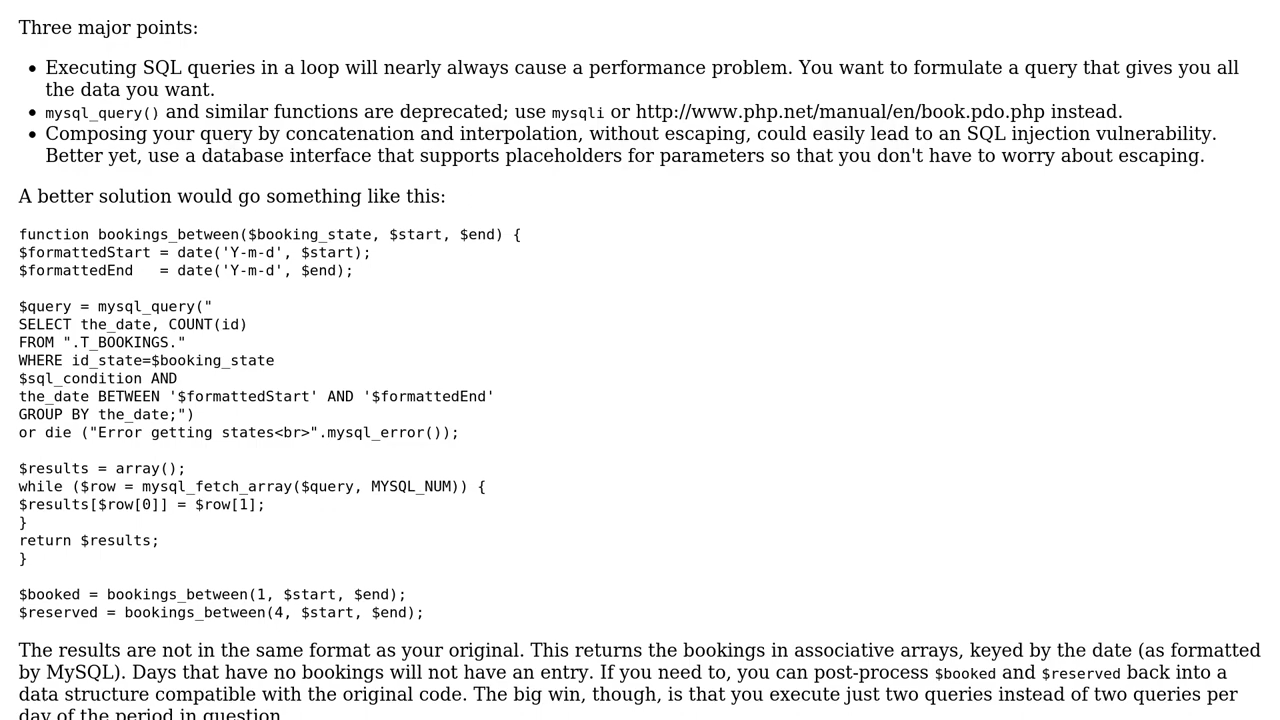 Three major points:
Executing SQL queries in a loop will nearly always cause a performance problem. You want to formulate a query that gives you all
the data you want.
mysql_query() and similar functions are deprecated; use mysqli or http://www.php.net/manual/en/book.pdo.php instead.
Composing your query by concatenation and interpolation, without escaping, could easily lead to an SQL injection vulnerability.
Better yet, use a database interface that supports placeholders for parameters so that you don't have to worry about escaping.
A better solution would go something like this:
function bookings_between($booking_state, $start, $end) {
$formattedStart = date('Y-m-d', $start);
$formattedEnd   = date('Y-m-d', $end);
$query = mysql_query("
SELECT the_date, COUNT(id)
FROM ".T_BOOKINGS."
WHERE id_state=$booking_state
$sql_condition AND
the_date BETWEEN '$formattedStart' AND '$formattedEnd'
GROUP BY the_date;")
or die ("Error getting states<br>".mysql_error());
$results = array();
while ($row = mysql_fetch_array($query, MYSQL_NUM)) {
$results[$row[0]] = $row[1];
}
return $results;
}
$booked = bookings_between(1, $start, $end);
$reserved = bookings_between(4, $start, $end);
The results are not in the same format as your original. This returns the bookings in associative arrays, keyed by the date (as formatted
by MySQL). Days that have no bookings will not have an entry. If you need to, you can post-process $booked and $reserved back into a
data structure compatible with the original code. The big win, though, is that you execute just two queries instead of two queries per
day of the period in question.